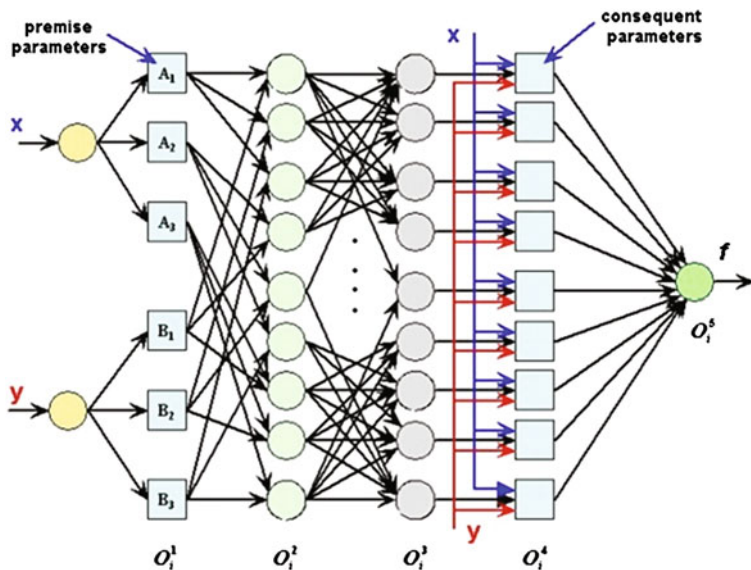 premise
parameters
x
consequent
parameters
A₁
x
A₂
A₃
f
B₁
O⁵ᵢ
y
B₂
B₃
y
O¹ᵢ
O²ᵢ
O³ᵢ
O⁴ᵢ